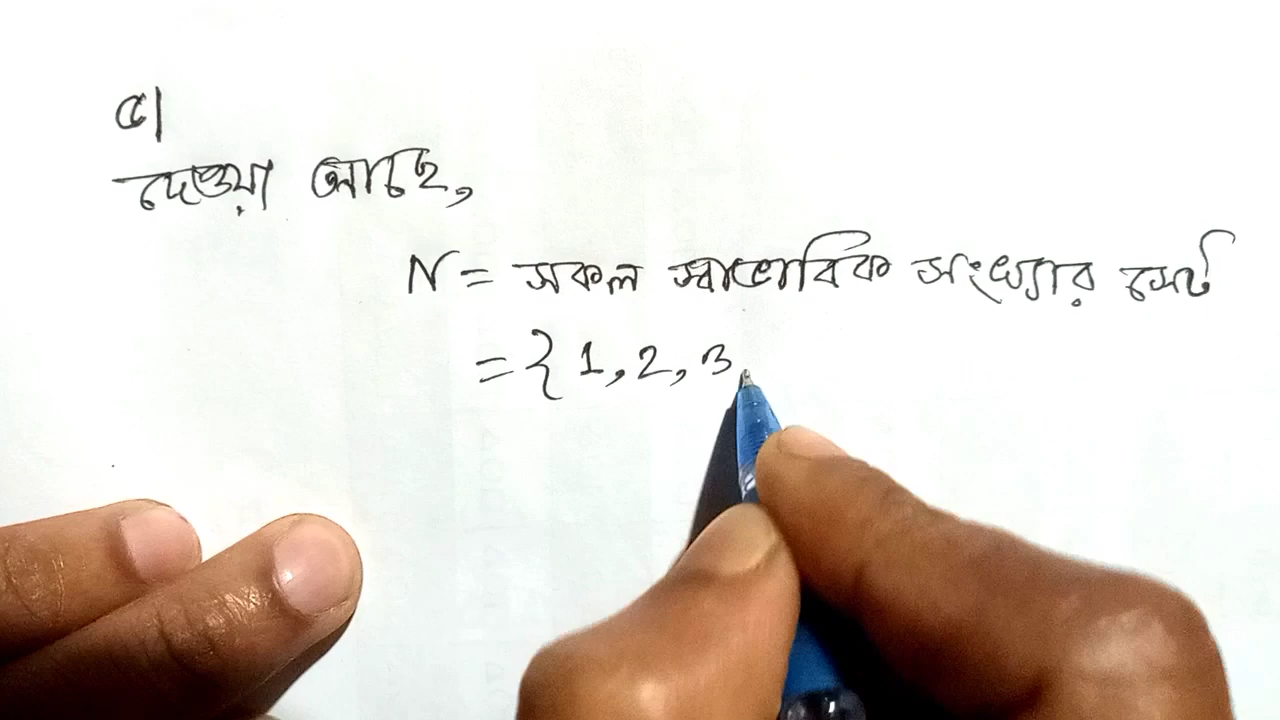 ৫।
দেওয়া আছে,
N = সকল স্বাভাবিক সংখ্যার সেট
= { 1, 2, 3,